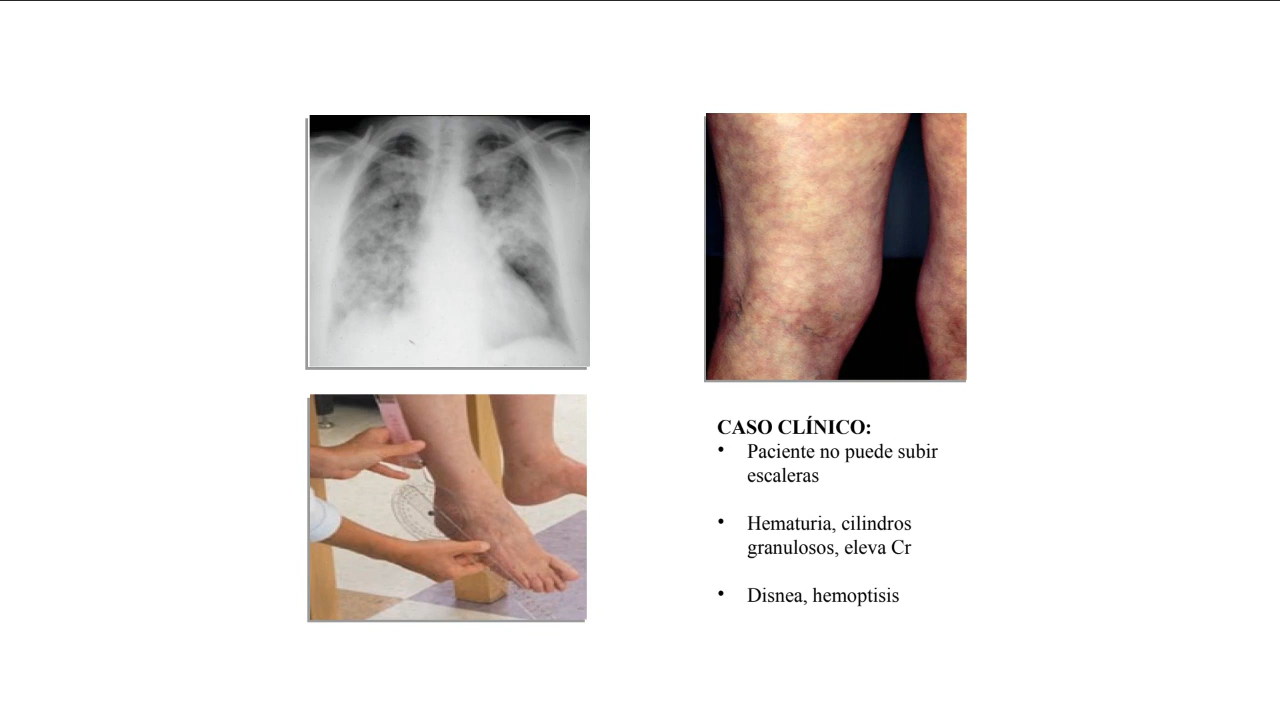 CASO CLÍNICO:
• Paciente no puede subir
escaleras
• Hematuria, cilindros
granulosos, eleva Cr
• Disnea, hemoptisis